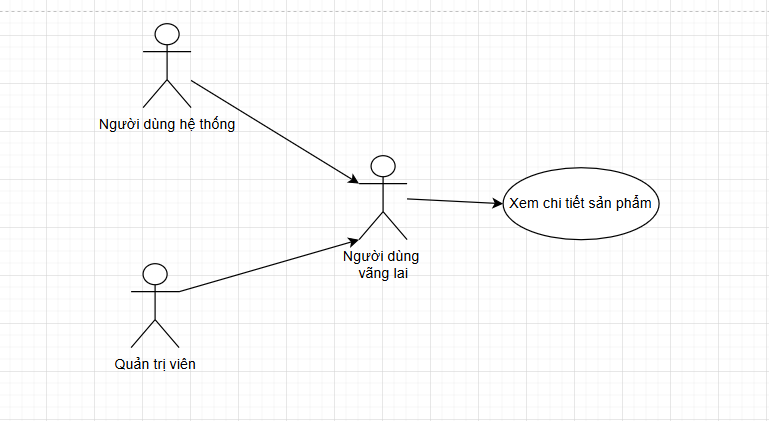 Người dùng hệ thống
Xem chi tiết sản phẩm
Người dùng
vãng lai
Quản trị viên